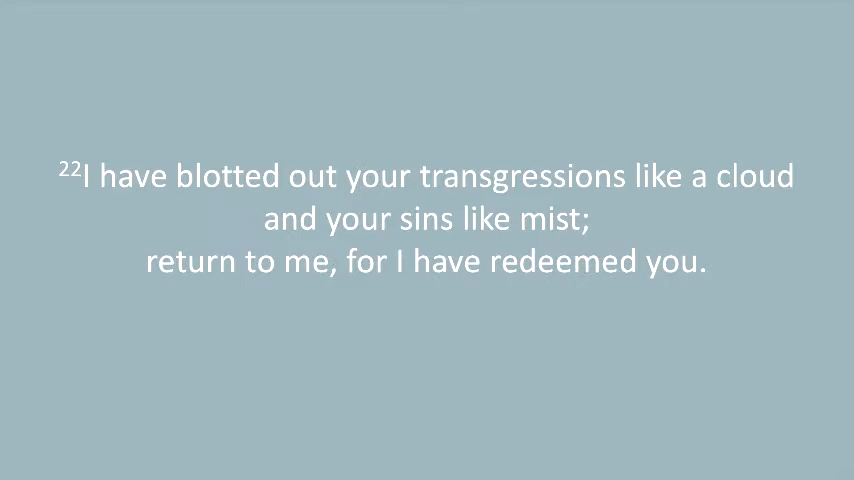 ²²I have blotted out your transgressions like a cloud
and your sins like mist;
return to me, for I have redeemed you.